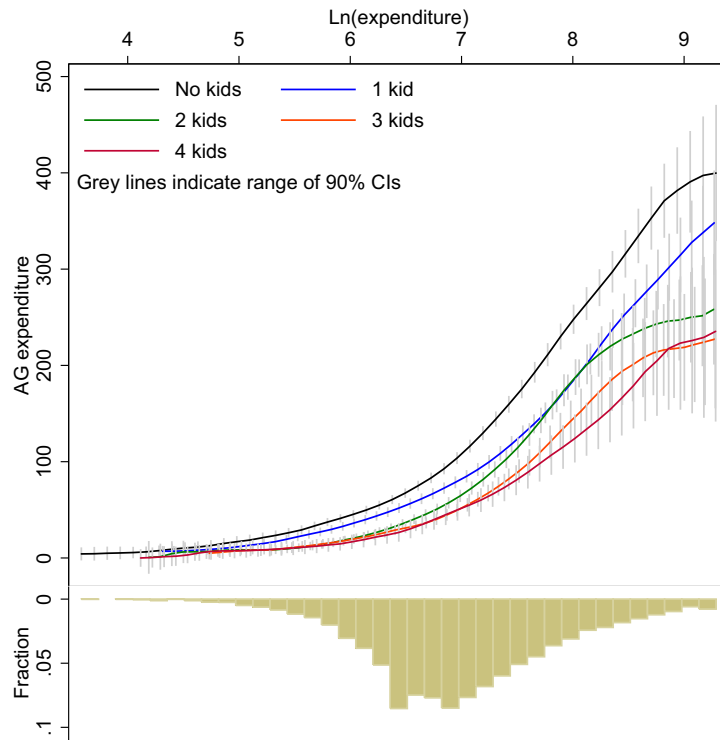 Ln(expenditure)
4 5 6 7 8 9
AG expenditure
500
400
300
200
100
0
No kids 1 kid
2 kids 3 kids
4 kids
Grey lines indicate range of 90% CIs
Fraction
0
.05
.1